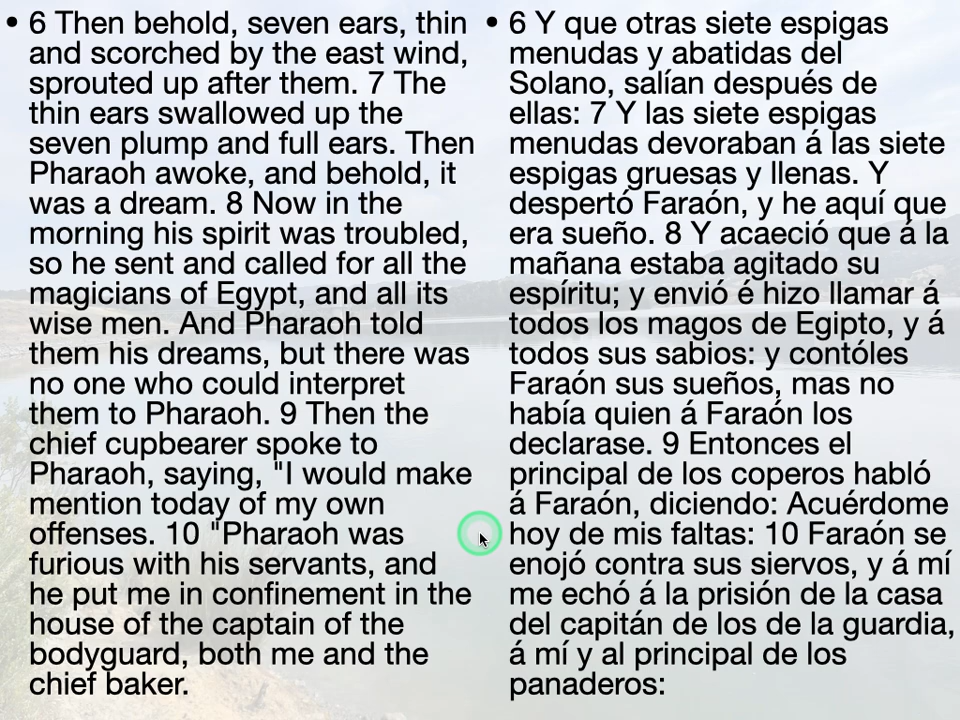 • 6 Then behold, seven ears, thin
and scorched by the east wind,
sprouted up after them. 7 The
thin ears swallowed up the
seven plump and full ears. Then
Pharaoh awoke, and behold, it
was a dream. 8 Now in the
morning his spirit was troubled,
so he sent and called for all the
magicians of Egypt, and all its
wise men. And Pharaoh told
them his dreams, but there was
no one who could interpret
them to Pharaoh. 9 Then the
chief cupbearer spoke to
Pharaoh, saying, "I would make
mention today of my own
offenses. 10 "Pharaoh was
furious with his servants, and
he put me in confinement in the
house of the captain of the
bodyguard, both me and the
chief baker.
• 6 Y que otras siete espigas
menudas y abatidas del
Solano, salían después de
ellas: 7 Y las siete espigas
menudas devoraban á las siete
espigas gruesas y llenas. Y
despertó Faraón, y he aquí que
era sueño. 8 Y acaeció que á la
mañana estaba agitado su
espíritu; y envió é hizo llamar á
todos los magos de Egipto, y á
todos sus sabios: y contóles
Faraón sus sueños, mas no
había quien á Faraón los
declarase. 9 Entonces el
principal de los coperos habló
á Faraón, diciendo: Acuérdome
hoy de mis faltas: 10 Faraón se
enojó contra sus siervos, y á mí
me echó á la prisión de la casa
del capitán de los de la guardia,
á mí y al principal de los
panaderos: